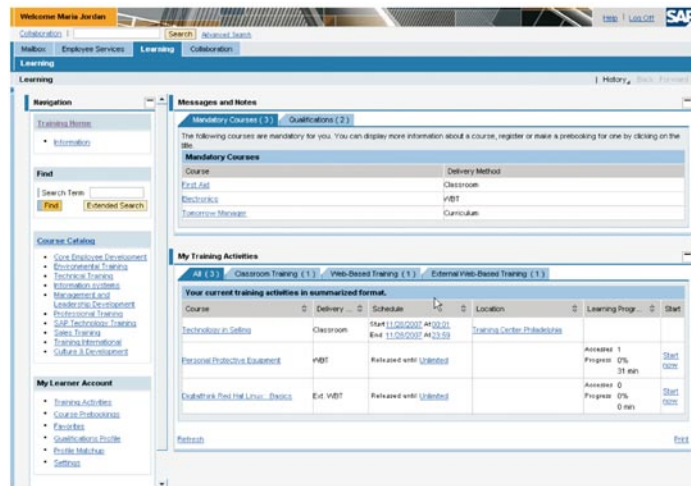 Welcome Maria Jordan
Help | Log Off
SAP
Collaboration |
Search
Advanced Search
Mailbox
Employee Services
Learning
Collaboration
Learning
Learning
| History, Back Forward
Navigation
Training Home
Information
Find
Search Term
Find
Extended Search
Course Catalog
Core Employee Development
Environmental Training
Technical Training
Information systems
Management and
Leadership Development
Professional Training
SAP Technology Training
Sales Training
Training International
Culture & Development
My Learner Account
Training Activities
Course Prebookings
Favorites
Qualifications Profile
Profile Matchup
Settings
Messages and Notes
Mandatory Courses ( 3 )
Qualifications ( 2 )
The following courses are mandatory for you. You can display more information about a course, register or make a prebooking for one by clicking on the
title.
Mandatory Courses
Course
Delivery Method
First Aid
Classroom
Electronics
WBT
Tomorrow Manager
Curriculum
My Training Activities
All ( 3 )
Classroom Training ( 1 )
Web-Based Training ( 1 )
External Web-Based Training ( 1 )
Your current training activities in summarized format.
Course
Delivery ...
Schedule
Location
Learning Progr...
Start
Technology in Selling
Classroom
Start 11/26/2007 At 00:01
End 11/26/2007 At 23:59
Training Center Philadelphia
Personal Protective Equipment
WBT
Released until Unlimited
Accesses 1
Progress 0%
31 min
Start
now
Digitalthink Red Hat Linux: Basics
Ext. WBT
Released until Unlimited
Accesses 0
Progress 0%
0 min
Start
now
Refresh
Print